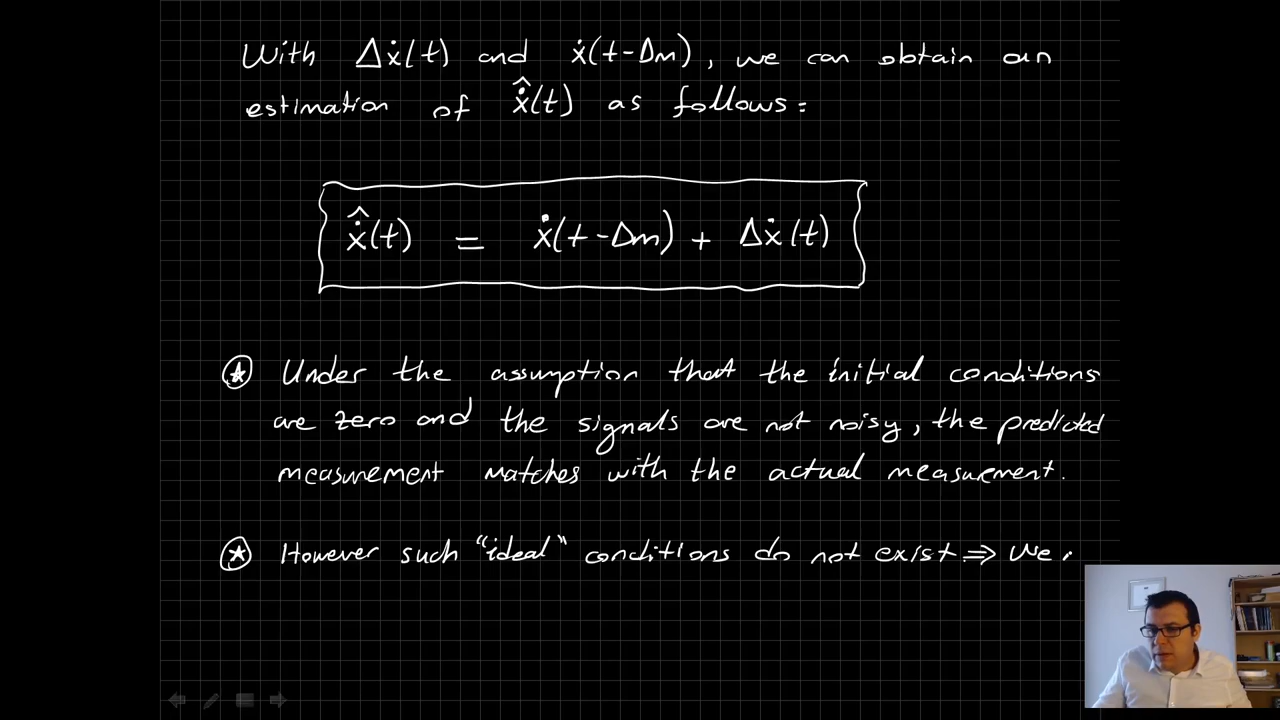 With Δẋ(t) and ẋ(t-Δm), we can obtain an
estimation of ẋ̂(t) as follows:
ẋ̂(t) = ẋ(t-Δm) + Δẋ(t)
⍟ Under the assumption that the initial conditions
are zero and the signals are not noisy, the predicted
measurement matches with the actual measurement.
⍟ However such "ideal" conditions do not exist ⇒ we